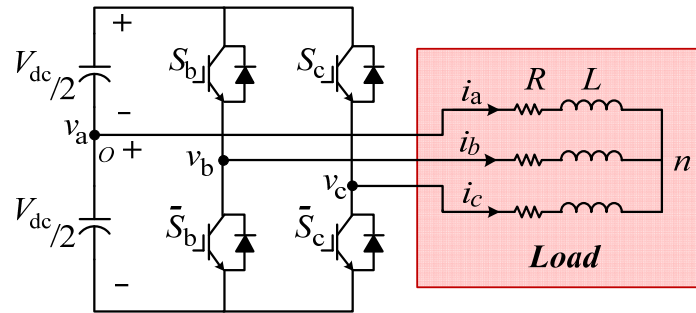 +
V_dc/2
−
S_b
S_c
R L
i_a
v_a
O +
v_b
i_b
n
v_c
i_c
V_dc/2
S̄_b
S̄_c
−
Load